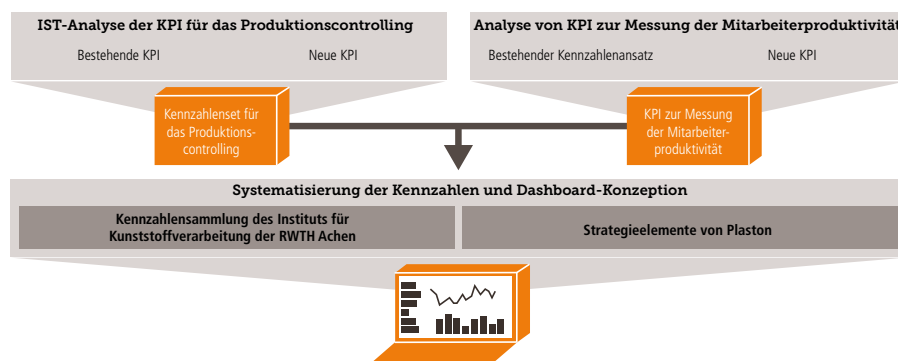 IST-Analyse der KPI für das Produktionscontrolling
Bestehende KPI
Neue KPI
Kennzahlenset für
das Produktions-
controlling
Analyse von KPI zur Messung der Mitarbeiterproduktivität
Bestehender Kennzahlenansatz
Neue KPI
KPI zur Messung
der Mitarbeiter-
produktivität
Systematisierung der Kennzahlen und Dashboard-Konzeption
Kennzahlensammlung des Instituts für
Kunststoffverarbeitung der RWTH Achen
Strategieelemente von Plaston